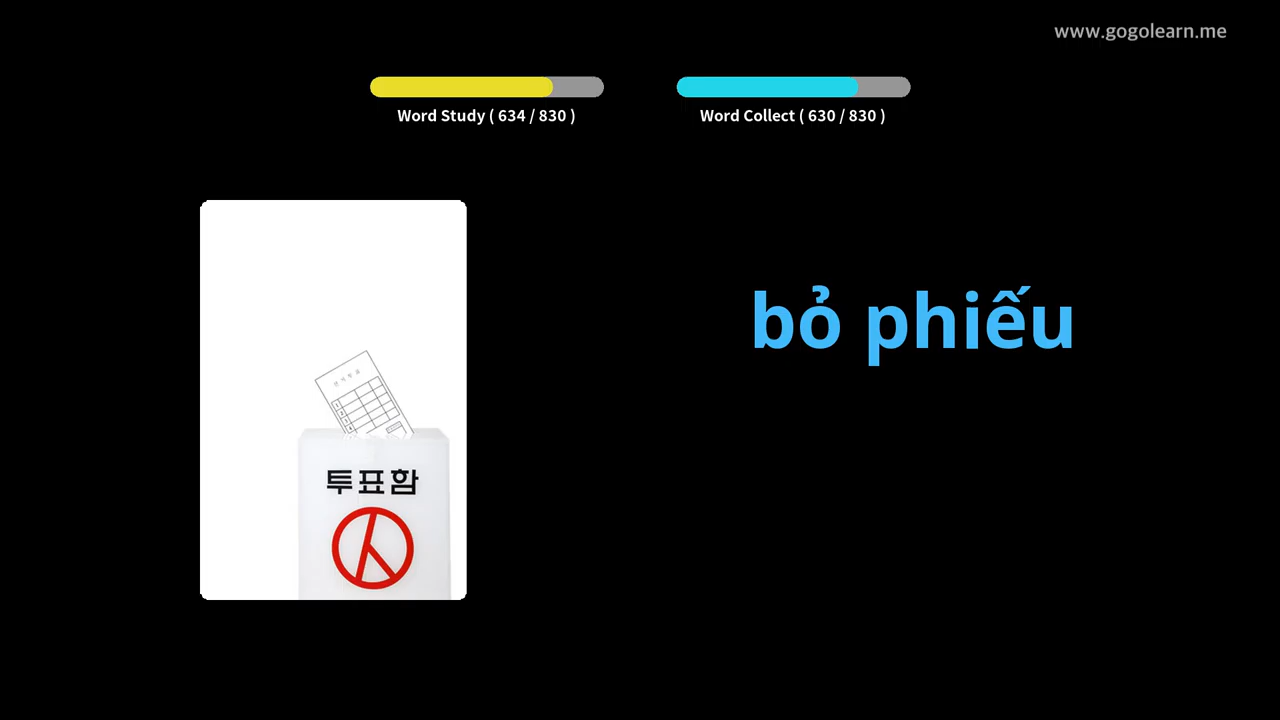 www.gogolearn.me
Word Study ( 634 / 830 )
Word Collect ( 630 / 830 )
bỏ phiếu
투표함